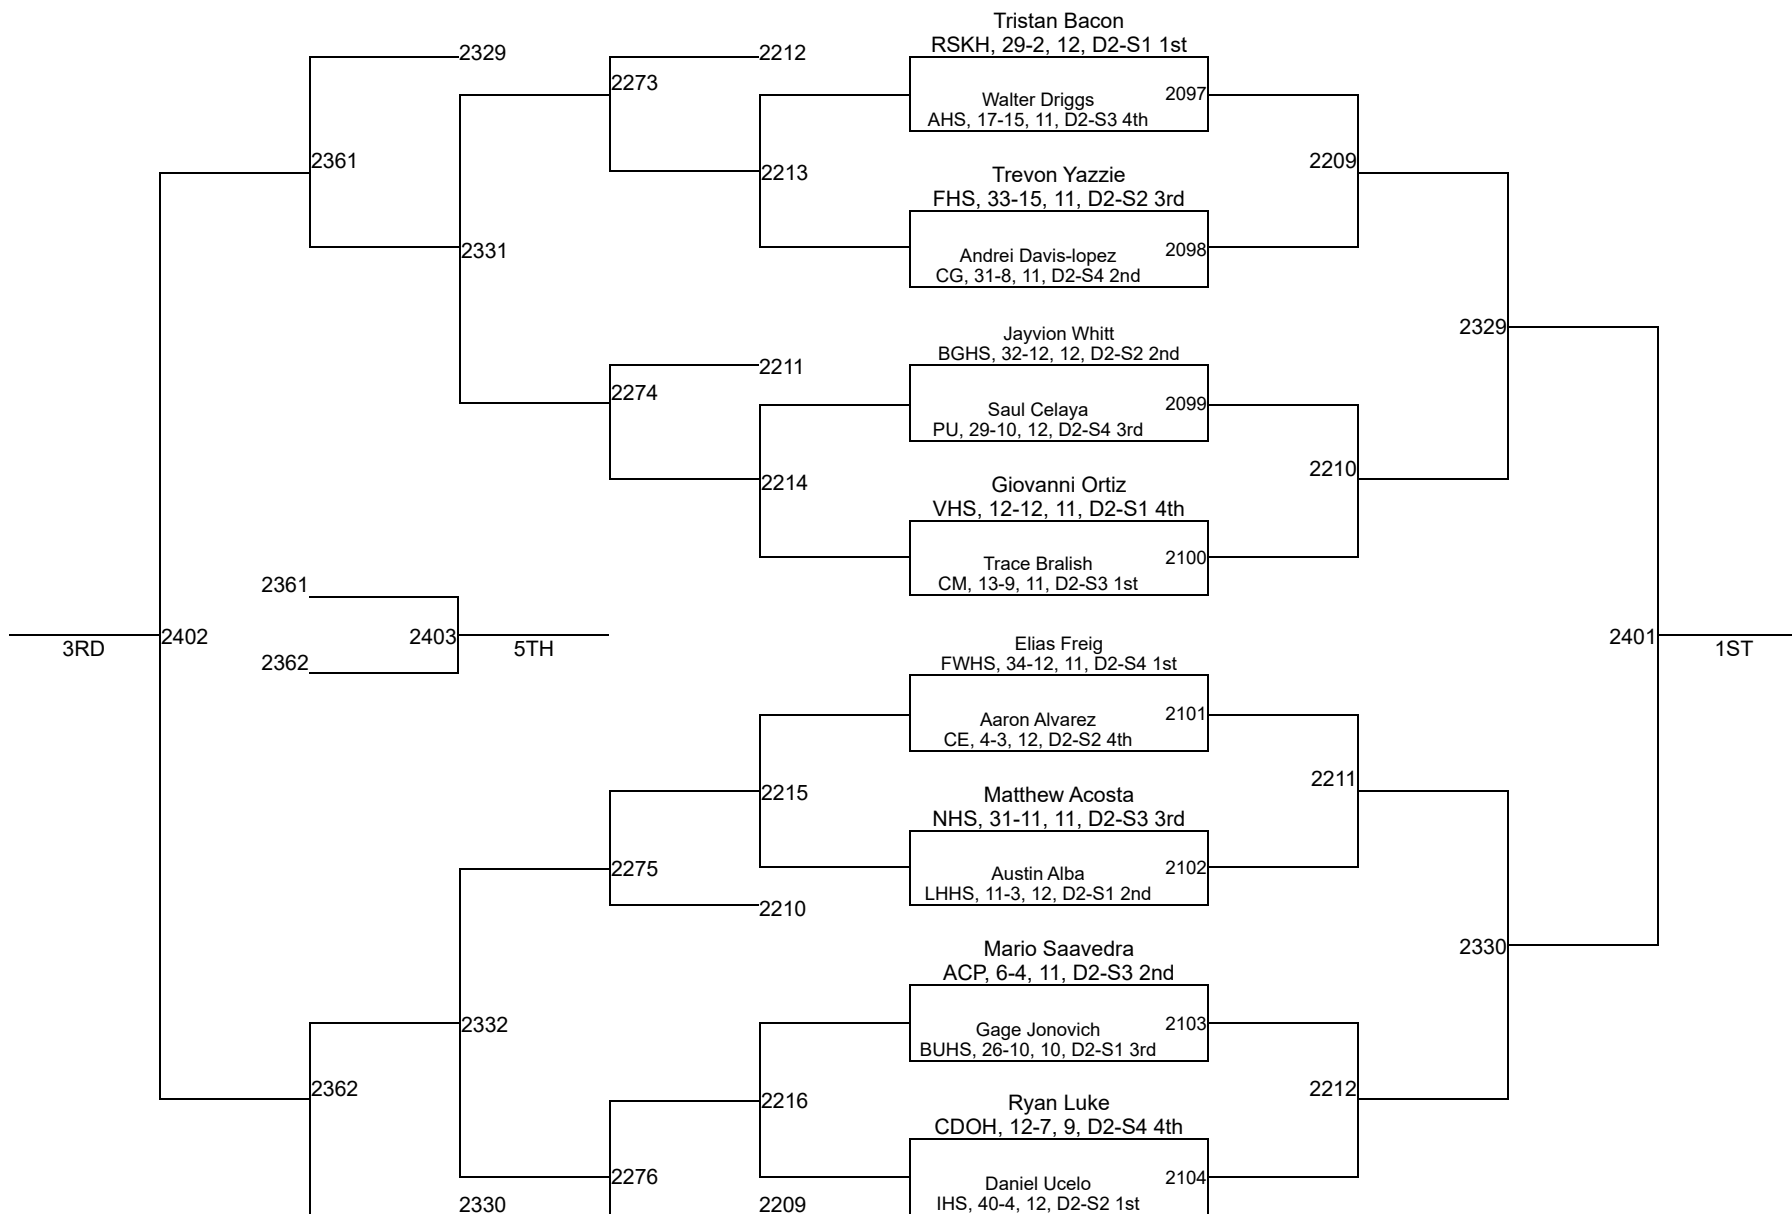 Tristan Bacon
RSKH, 29-2, 12, D2-S1 1st
2329
2212
2273
Walter Driggs
2097
AHS, 17-15, 11, D2-S3 4th
2361
2209
2213
Trevon Yazzie
FHS, 33-15, 11, D2-S2 3rd
2331
Andrei Davis-lopez
2098
CG, 31-8, 11, D2-S4 2nd
2329
Jayvion Whitt
BGHS, 32-12, 12, D2-S2 2nd
2211
2274
Saul Celaya
2099
PU, 29-10, 12, D2-S4 3rd
2210
2214
Giovanni Ortiz
VHS, 12-12, 11, D2-S1 4th
Trace Bralish
2100
CM, 13-9, 11, D2-S3 1st
2361
2402
2403
2401
3RD
5TH
1ST
2362
Elias Freig
FWHS, 34-12, 11, D2-S4 1st
Aaron Alvarez
2101
CE, 4-3, 12, D2-S2 4th
2211
2215
Matthew Acosta
NHS, 31-11, 11, D2-S3 3rd
2275
Austin Alba
2102
LHHS, 11-3, 12, D2-S1 2nd
2210
2330
Mario Saavedra
ACP, 6-4, 11, D2-S3 2nd
2332
Gage Jonovich
2103
BUHS, 26-10, 10, D2-S1 3rd
2362
2212
2216
Ryan Luke
CDOH, 12-7, 9, D2-S4 4th
2276
Daniel Ucelo
2104
2330
2209
IHS, 40-4, 12, D2-S2 1st